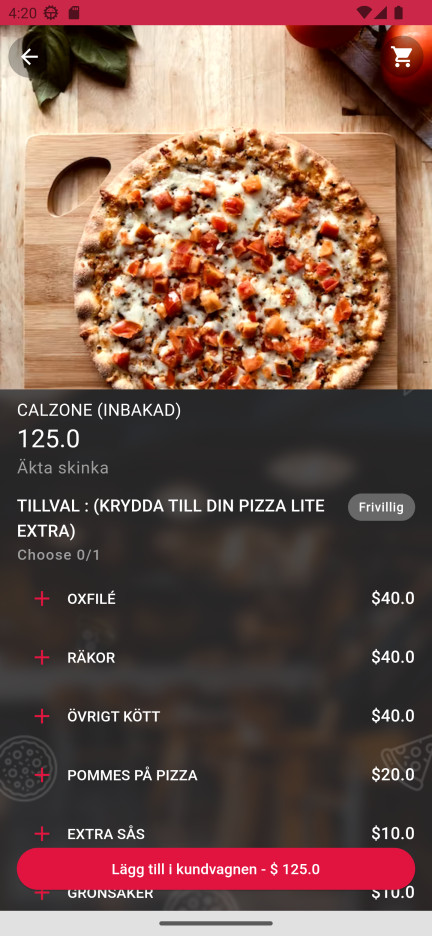 4:20
CALZONE (INBAKAD)
125.0
Äkta skinka
TILLVAL : (KRYDDA TILL DIN PIZZA LITE
EXTRA)
Frivillig
Choose 0/1
OXFILÉ $40.0
RÄKOR $40.0
ÖVRIGT KÖTT $40.0
POMMES PÅ PIZZA $20.0
EXTRA SÅS $10.0
Lägg till i kundvagnen - $ 125.0
GRÖNSAKER $10.0